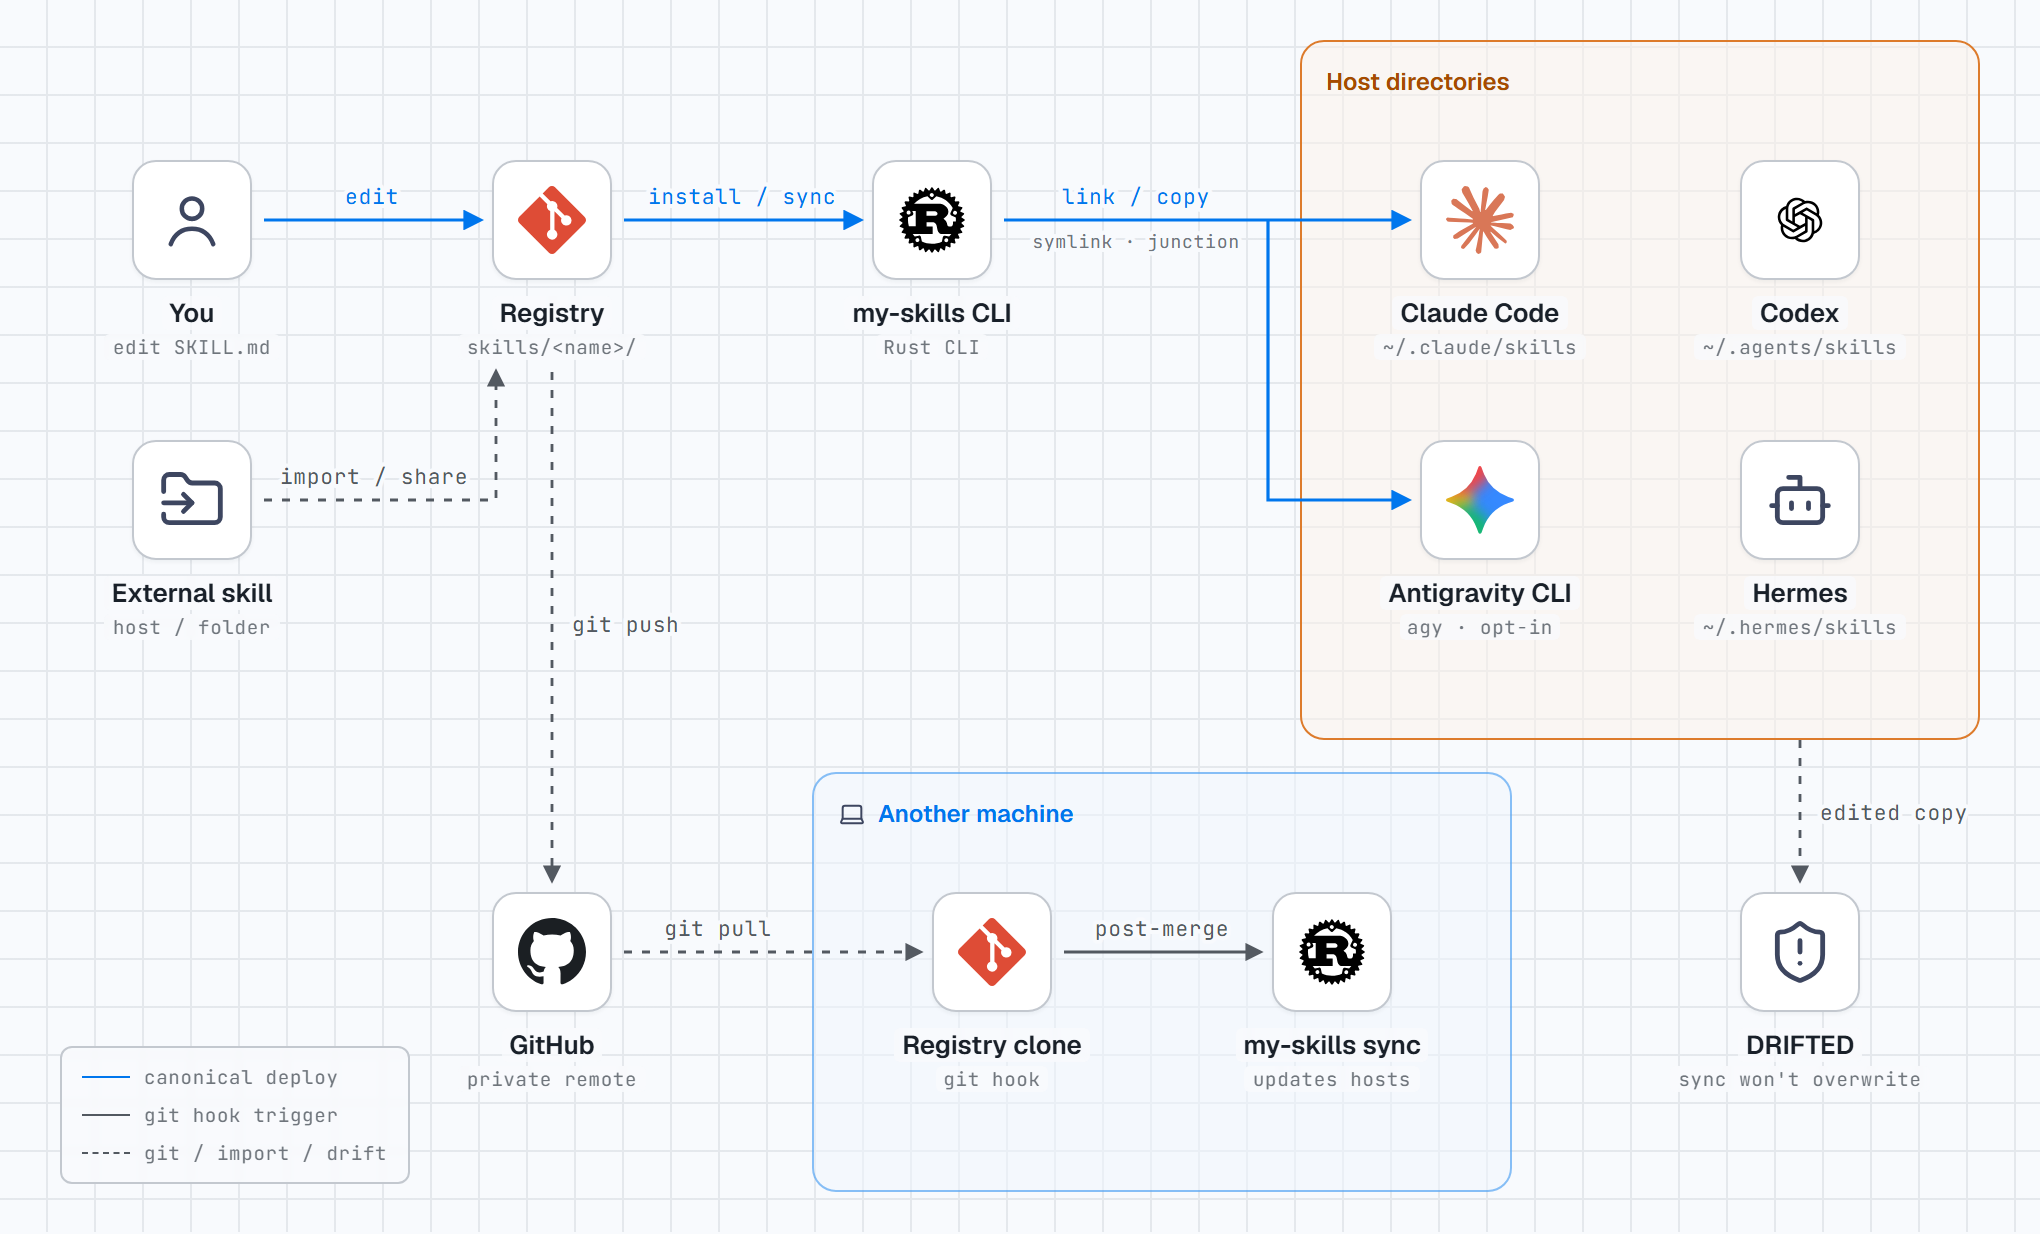 Host directories
edit
install / sync
link / copy
symlink · junction
You
edit SKILL.md
Registry
skills/<name>/
my-skills CLI
Rust CLI
Claude Code
~/.claude/skills
Codex
~/.agents/skills
import / share
External skill
host / folder
git push
Antigravity CLI
agy · opt-in
Hermes
~/.hermes/skills
Another machine
edited copy
git pull
post-merge
GitHub
private remote
Registry clone
git hook
my-skills sync
updates hosts
DRIFTED
sync won't overwrite
canonical deploy
git hook trigger
git / import / drift